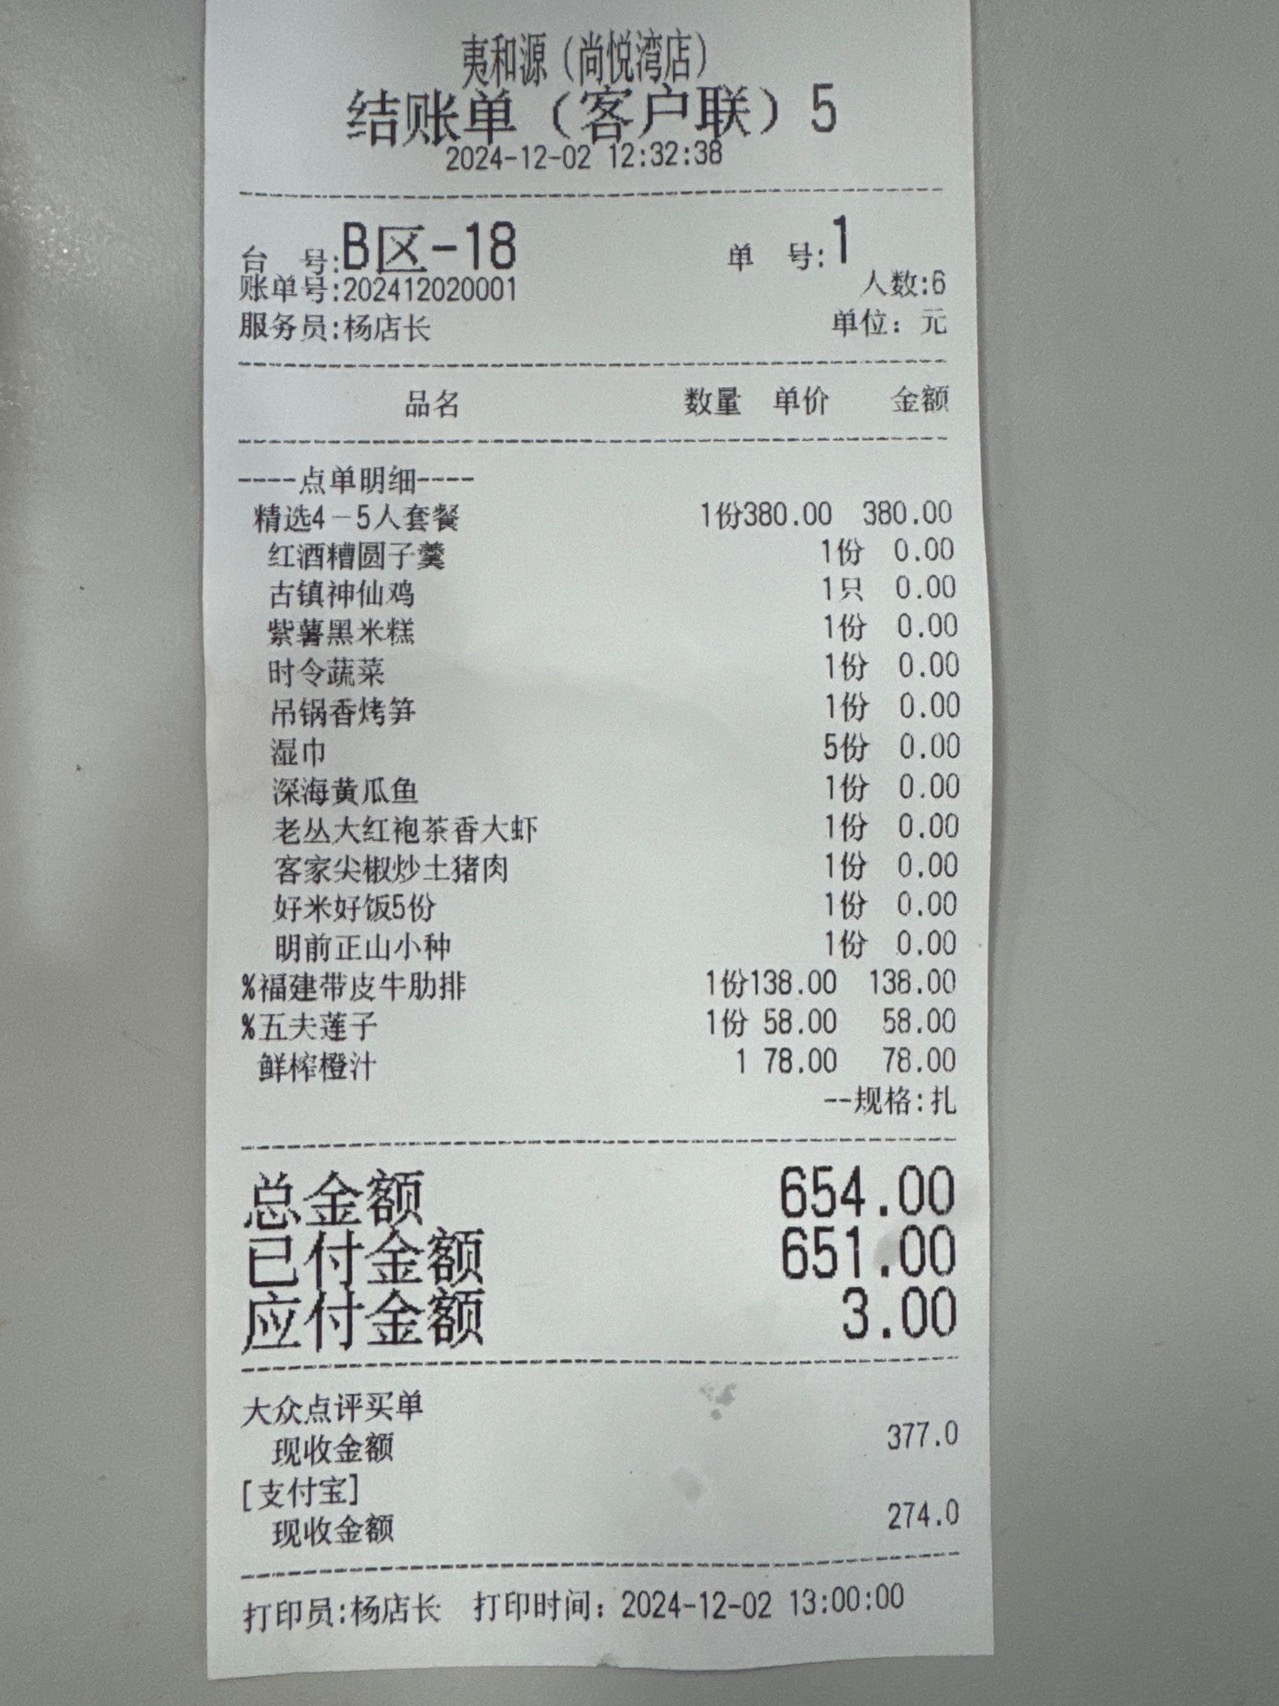 夷和源（尚悦湾店）
结账单（客户联）5
2024-12-02 12:32:38
台 号:B区-18 单 号:1
账单号:202412020001 人数:6
服务员:杨店长 单位：元
品名 数量 单价 金额
----点单明细----
精选4－5人套餐 1份380.00 380.00
红酒糟圆子羹 1份 0.00
古镇神仙鸡 1只 0.00
紫薯黑米糕 1份 0.00
时令蔬菜 1份 0.00
吊锅香烤笋 1份 0.00
湿巾 5份 0.00
深海黄瓜鱼 1份 0.00
老丛大红袍茶香大虾 1份 0.00
客家尖椒炒土猪肉 1份 0.00
好米好饭5份 1份 0.00
明前正山小种 1份 0.00
%福建带皮牛肋排 1份138.00 138.00
%五夫莲子 1份 58.00 58.00
鲜榨橙汁 1 78.00 78.00
--规格:扎
总金额 654.00
已付金额 651.00
应付金额 3.00
大众点评买单
现收金额 377.0
[支付宝]
现收金额 274.0
打印员:杨店长 打印时间：2024-12-02 13:00:00